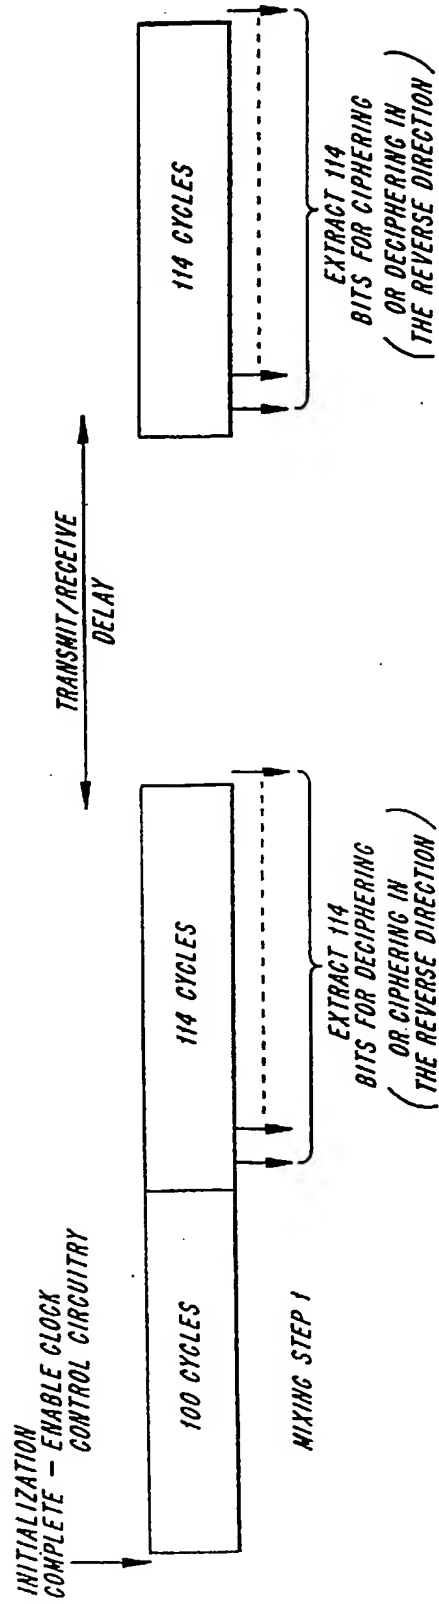 INITIALIZATION
COMPLETE – ENABLE CLOCK
CONTROL CIRCUITRY
100 CYCLES
MIXING STEP 1
114 CYCLES
EXTRACT 114
BITS FOR DECIPHERING
( OR CIPHERING IN
THE REVERSE DIRECTION )
TRANSMIT/RECEIVE
DELAY
114 CYCLES
EXTRACT 114
BITS FOR CIPHERING
( OR DECIPHERING IN
THE REVERSE DIRECTION )